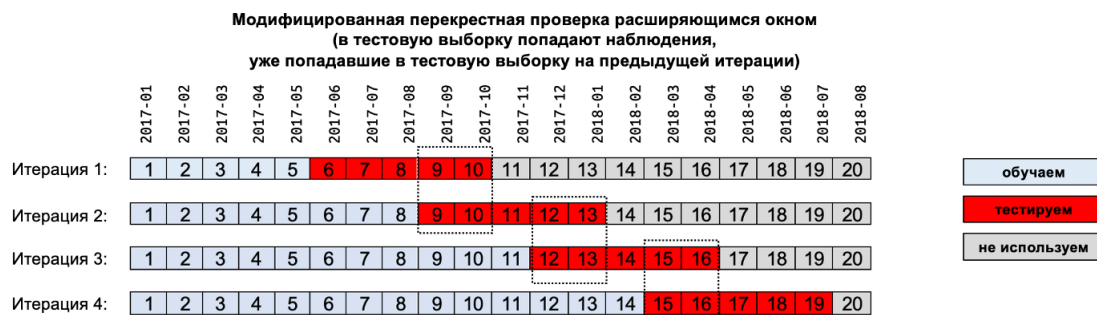 Модифицированная перекрестная проверка расширяющимся окном
(в тестовую выборку попадают наблюдения,
уже попадавшие в тестовую выборку на предыдущей итерации)
2017-01 2017-02 2017-03 2017-04 2017-05 2017-06 2017-07 2017-08 2017-09 2017-10 2017-11 2017-12 2018-01 2018-02 2018-03 2018-04 2018-05 2018-06 2018-07 2018-08
Итерация 1: 1 2 3 4 5 6 7 8 9 10 11 12 13 14 15 16 17 18 19 20
Итерация 2: 1 2 3 4 5 6 7 8 9 10 11 12 13 14 15 16 17 18 19 20
Итерация 3: 1 2 3 4 5 6 7 8 9 10 11 12 13 14 15 16 17 18 19 20
Итерация 4: 1 2 3 4 5 6 7 8 9 10 11 12 13 14 15 16 17 18 19 20
обучаем
тестируем
не используем